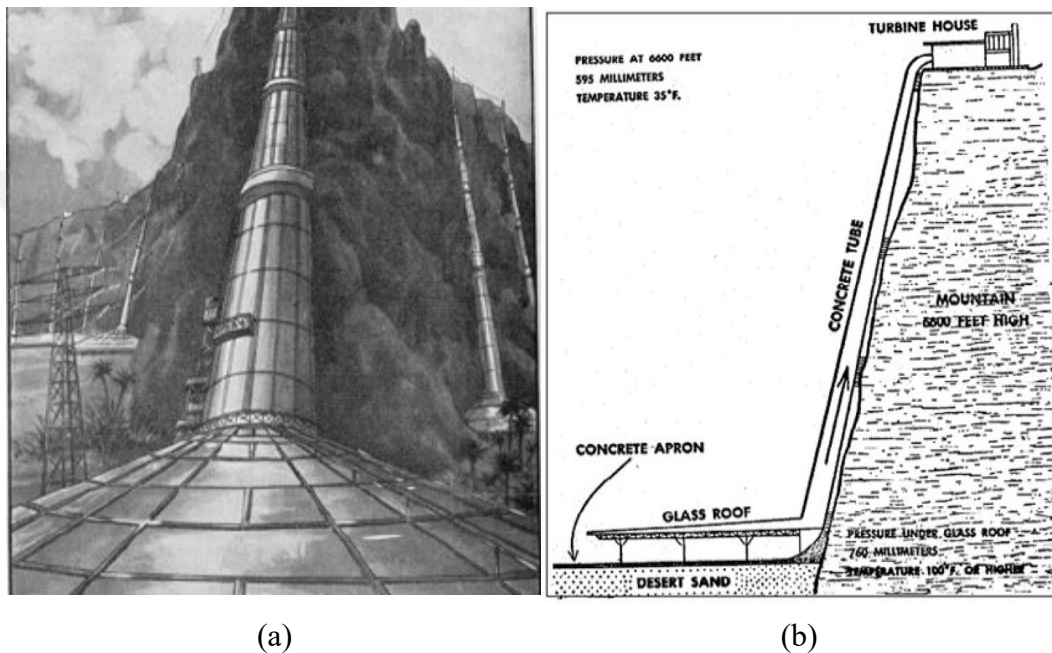 TURBINE HOUSE
PRESSURE AT 6600 FEET
595 MILLIMETERS
TEMPERATURE 35°F.
CONCRETE TUBE
MOUNTAIN
6600 FEET HIGH
CONCRETE APRON
GLASS ROOF
PRESSURE UNDER GLASS ROOF
760 MILLIMETERS
TEMPERATURE 100°F. OR HIGHER
DESERT SAND
(a)
(b)